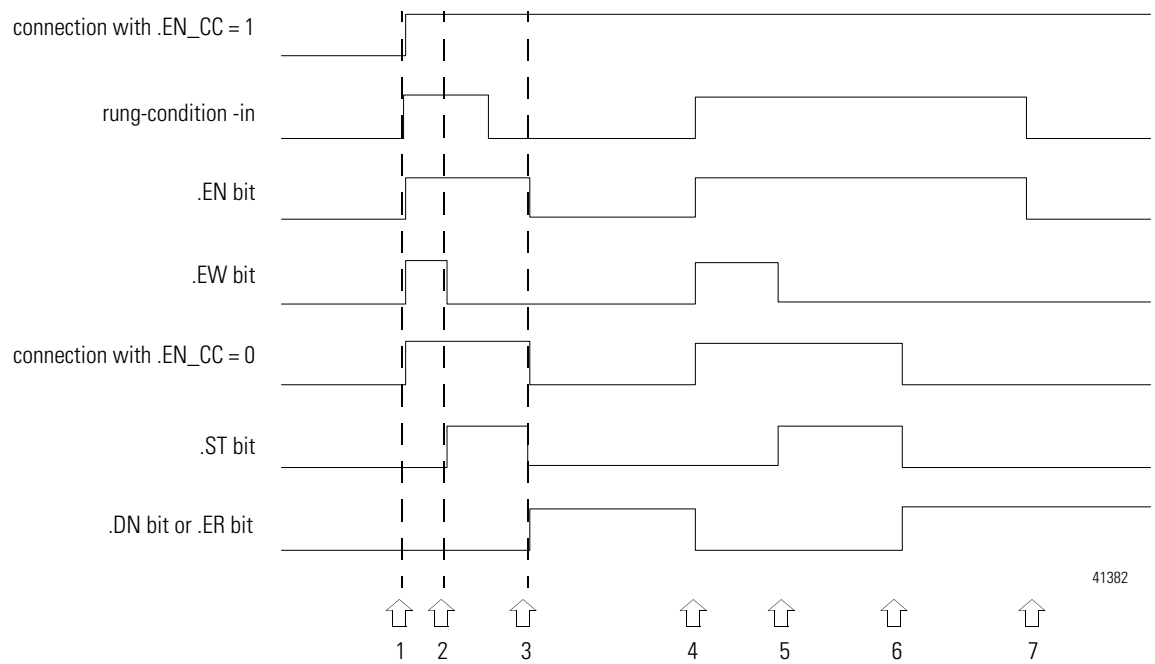 connection with .EN_CC = 1
rung-condition -in
.EN bit
.EW bit
connection with .EN_CC = 0
.ST bit
.DN bit or .ER bit
41382
1 2 3 4 5 6 7